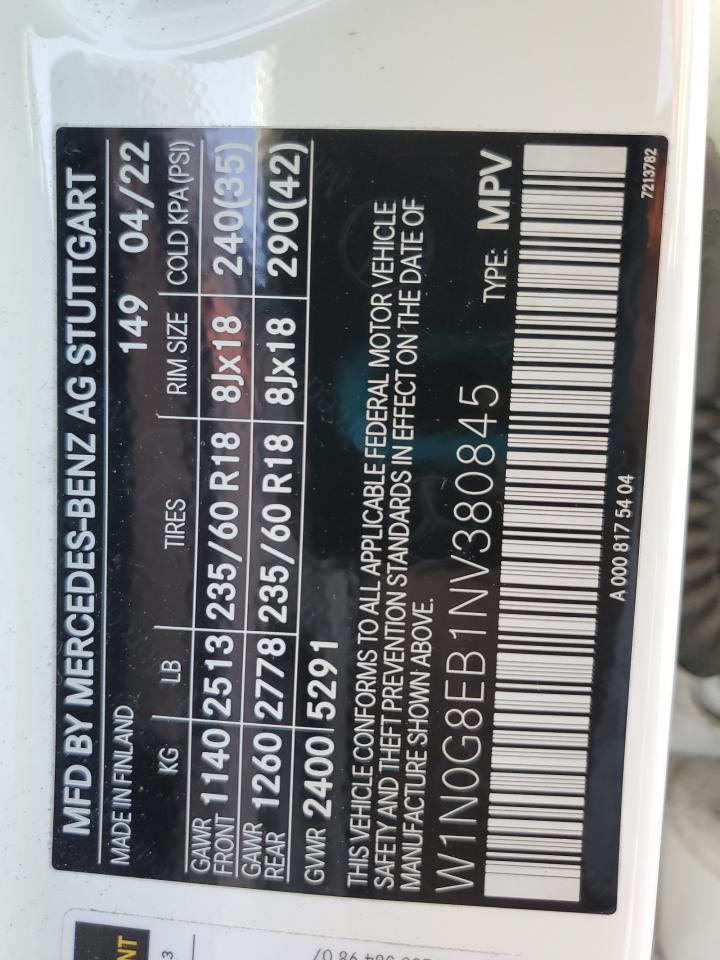 MFD BY MERCEDES-BENZ AG STUTTGART
MADE IN FINLAND 149 04/22
KG LB TIRES RIM SIZE COLD KPA(PSI)
GAWR FRONT 1140 2513 235/60 R18 8Jx18 240(35)
GAWR REAR 1260 2778 235/60 R18 8Jx18 290(42)
GVWR 2400 5291
THIS VEHICLE CONFORMS TO ALL APPLICABLE FEDERAL MOTOR VEHICLE
SAFETY AND THEFT PREVENTION STANDARDS IN EFFECT ON THE DATE OF
MANUFACTURE SHOWN ABOVE.
W1N0G8EB1NV380845 TYPE: MPV
A 000 817 54 04
7213782
NT
3